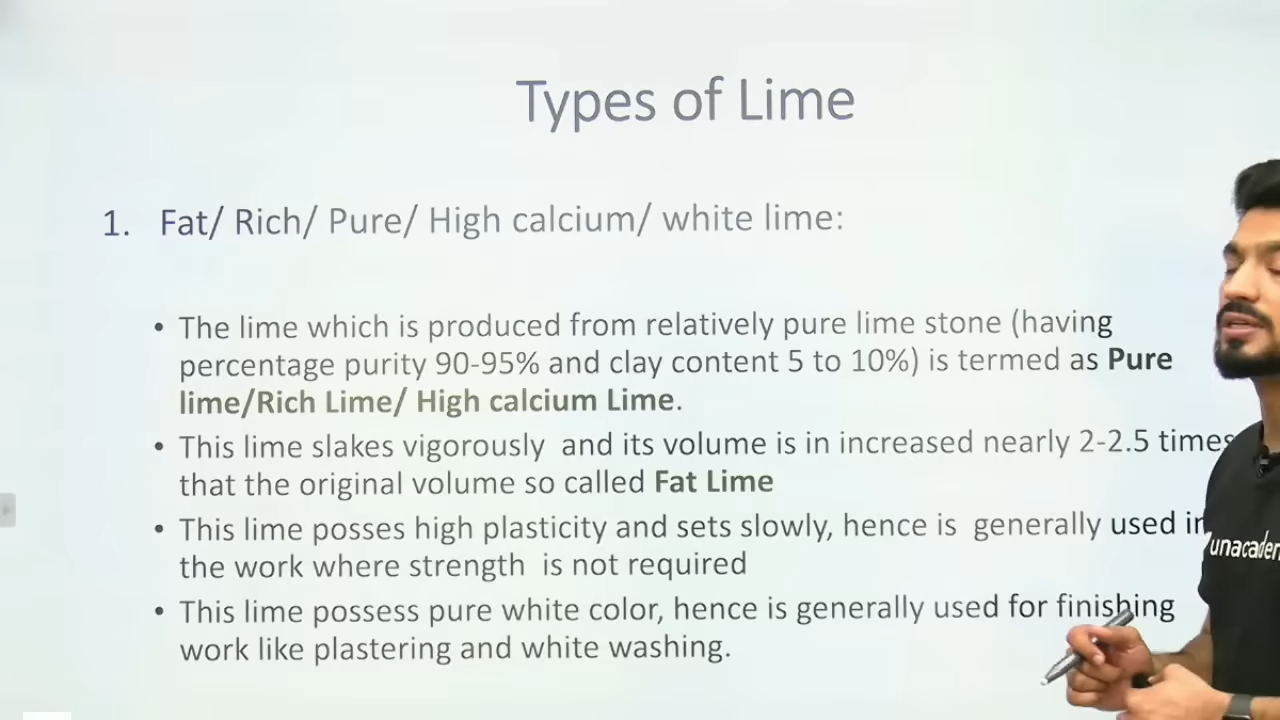 Types of Lime
1. Fat/ Rich/ Pure/ High calcium/ white lime:
• The lime which is produced from relatively pure lime stone (having
percentage purity 90-95% and clay content 5 to 10%) is termed as Pure
lime/Rich Lime/ High calcium Lime.
• This lime slakes vigorously and its volume is in increased nearly 2-2.5 times
that the original volume so called Fat Lime
• This lime posses high plasticity and sets slowly, hence is generally used in
the work where strength is not required
• This lime possess pure white color, hence is generally used for finishing
work like plastering and white washing.
unacadem